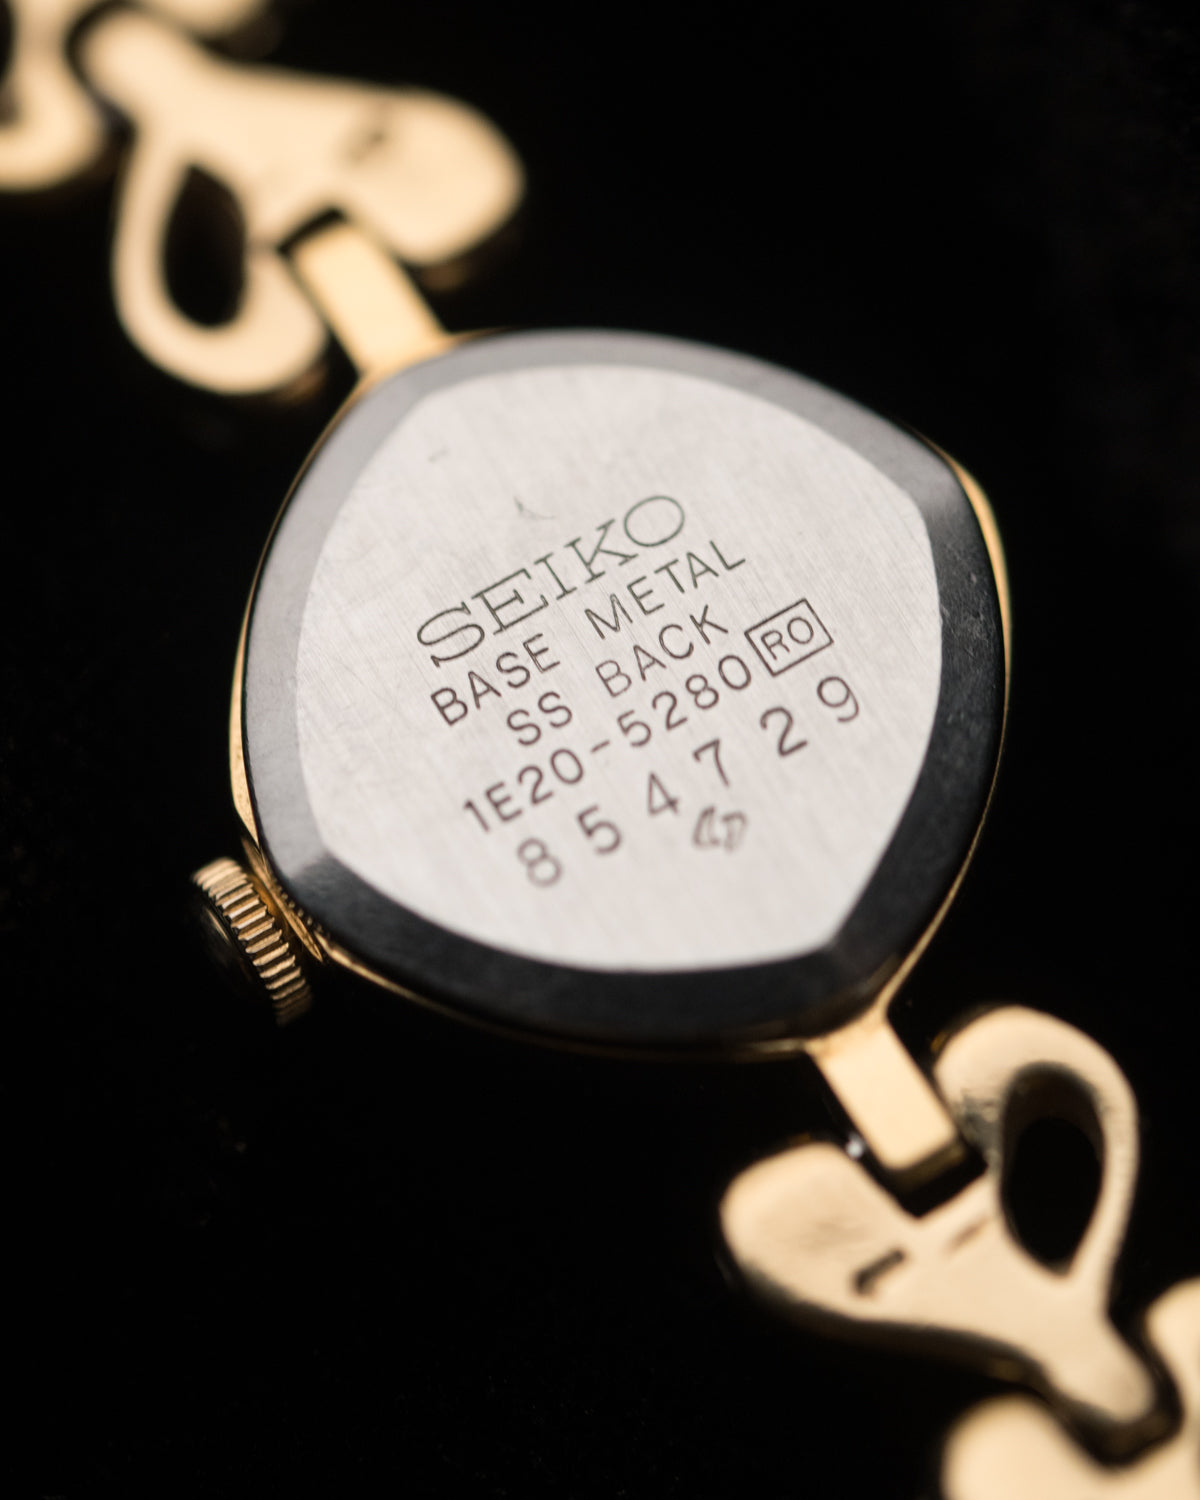 SEIKO
BASE METAL
SS BACK
1E20-5280 RO
854729